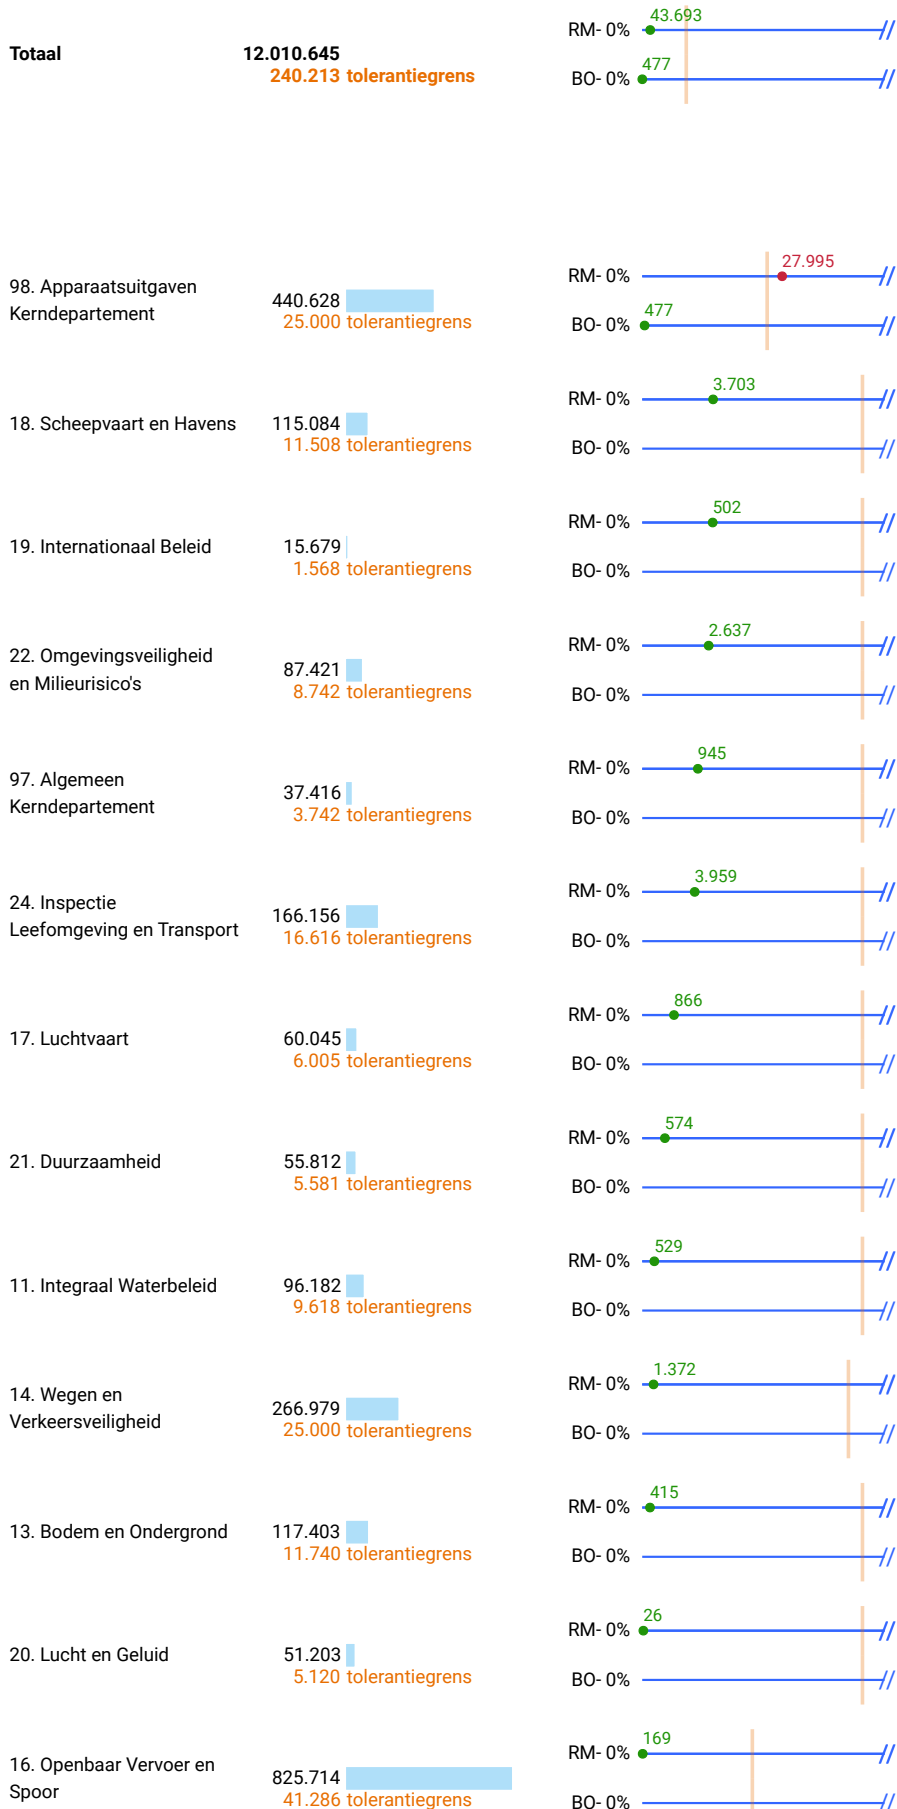 43.693
RM- 0%
Totaal 12.010.645
477
240.213 tolerantiegrens
BO- 0%
27.995
RM- 0%
98. Apparaatsuitgaven
Kerndepartement
440.628
477
25.000 tolerantiegrens
BO- 0%
3.703
RM- 0%
18. Scheepvaart en Havens 115.084
11.508 tolerantiegrens
BO- 0%
502
RM- 0%
19. Internationaal Beleid 15.679
1.568 tolerantiegrens
BO- 0%
2.637
RM- 0%
22. Omgevingsveiligheid
en Milieurisico's
87.421
8.742 tolerantiegrens
BO- 0%
945
RM- 0%
97. Algemeen
Kerndepartement
37.416
3.742 tolerantiegrens
BO- 0%
3.959
RM- 0%
24. Inspectie
Leefomgeving en Transport
166.156
16.616 tolerantiegrens
BO- 0%
866
RM- 0%
17. Luchtvaart 60.045
6.005 tolerantiegrens
BO- 0%
574
RM- 0%
21. Duurzaamheid 55.812
5.581 tolerantiegrens
BO- 0%
529
RM- 0%
11. Integraal Waterbeleid 96.182
9.618 tolerantiegrens
BO- 0%
1.372
RM- 0%
14. Wegen en
Verkeersveiligheid
266.979
25.000 tolerantiegrens
BO- 0%
415
RM- 0%
13. Bodem en Ondergrond 117.403
11.740 tolerantiegrens
BO- 0%
26
RM- 0%
20. Lucht en Geluid 51.203
5.120 tolerantiegrens
BO- 0%
169
RM- 0%
16. Openbaar Vervoer en
Spoor
825.714
41.286 tolerantiegrens
BO- 0%